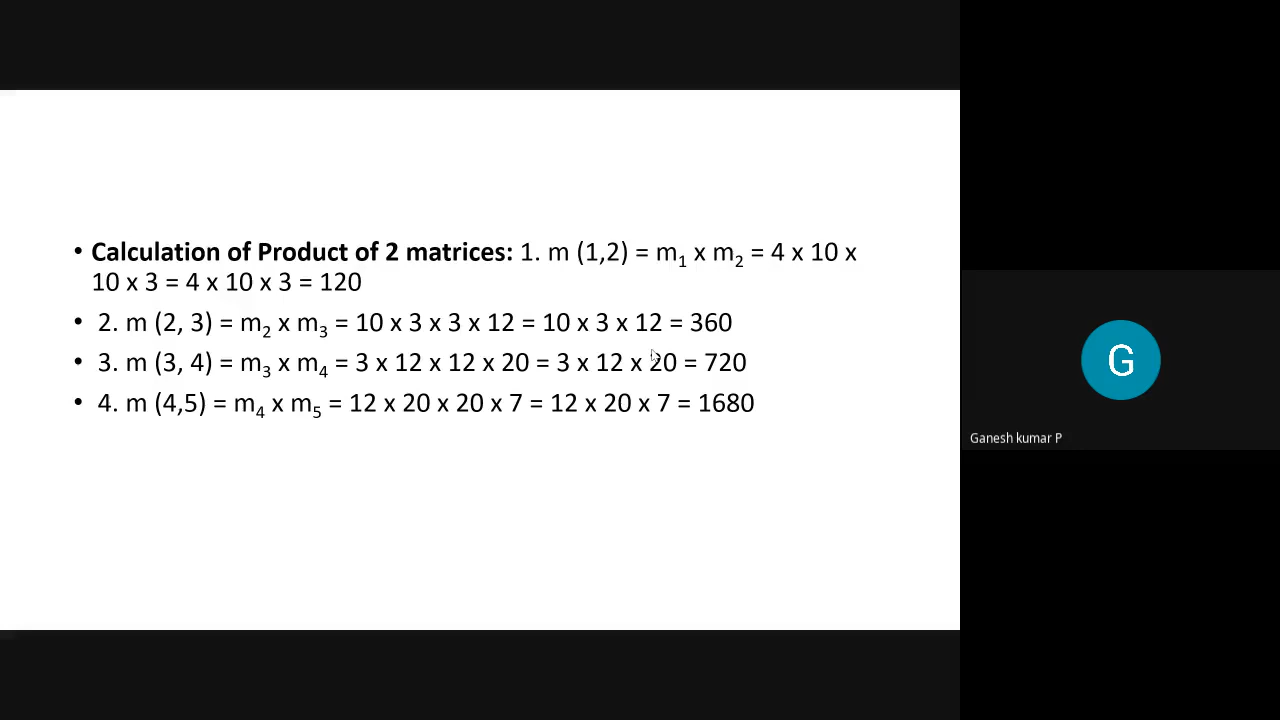 • Calculation of Product of 2 matrices: 1. m (1,2) = m₁ x m₂ = 4 x 10 x
10 x 3 = 4 x 10 x 3 = 120
• 2. m (2, 3) = m₂ x m₃ = 10 x 3 x 3 x 12 = 10 x 3 x 12 = 360
• 3. m (3, 4) = m₃ x m₄ = 3 x 12 x 12 x 20 = 3 x 12 x 20 = 720
• 4. m (4,5) = m₄ x m₅ = 12 x 20 x 20 x 7 = 12 x 20 x 7 = 1680
G
Ganesh kumar P